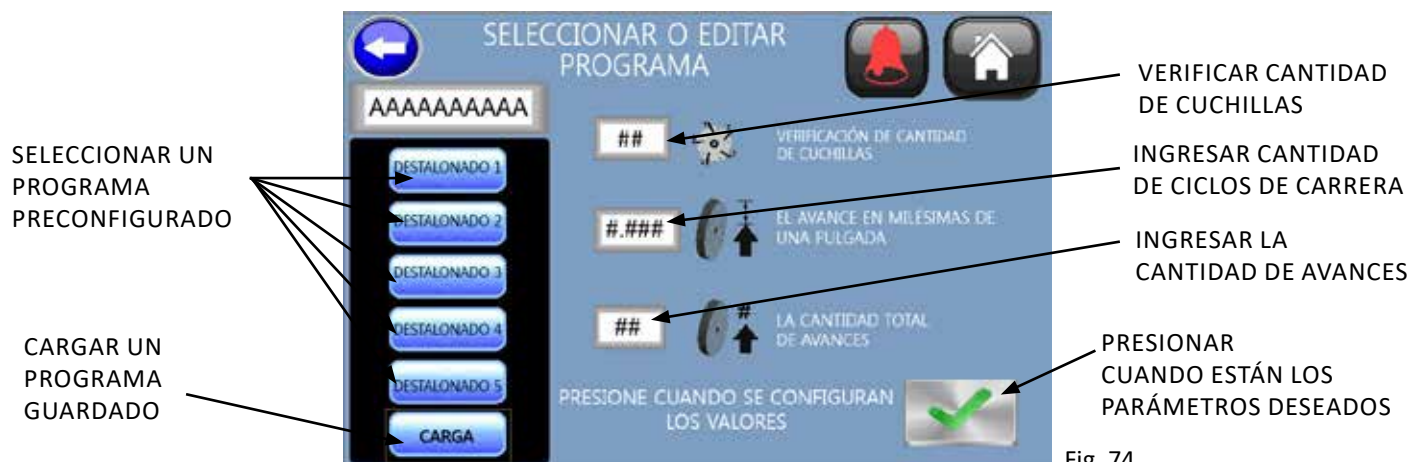 SELECCIONAR O EDITAR
PROGRAMA
AAAAAAAAAA
DESTALONADO 1
DESTALONADO 2
DESTALONADO 3
DESTALONADO 4
DESTALONADO 5
CARGA
##
VERIFICACIÓN DE CANTIDAD
DE CUCHILLAS
#.###
EL AVANCE EN MILÉSIMAS DE
UNA PULGADA
##
#
LA CANTIDAD TOTAL
DE AVANCES
PRESIONE CUANDO SE CONFIGURAN
LOS VALORES
SELECCIONAR UN
PROGRAMA
PRECONFIGURADO
CARGAR UN
PROGRAMA
GUARDADO
VERIFICAR CANTIDAD
DE CUCHILLAS
INGRESAR CANTIDAD
DE CICLOS DE CARRERA
INGRESAR LA
CANTIDAD DE AVANCES
PRESIONAR
CUANDO ESTÁN LOS
PARÁMETROS DESEADOS
Fig. 74